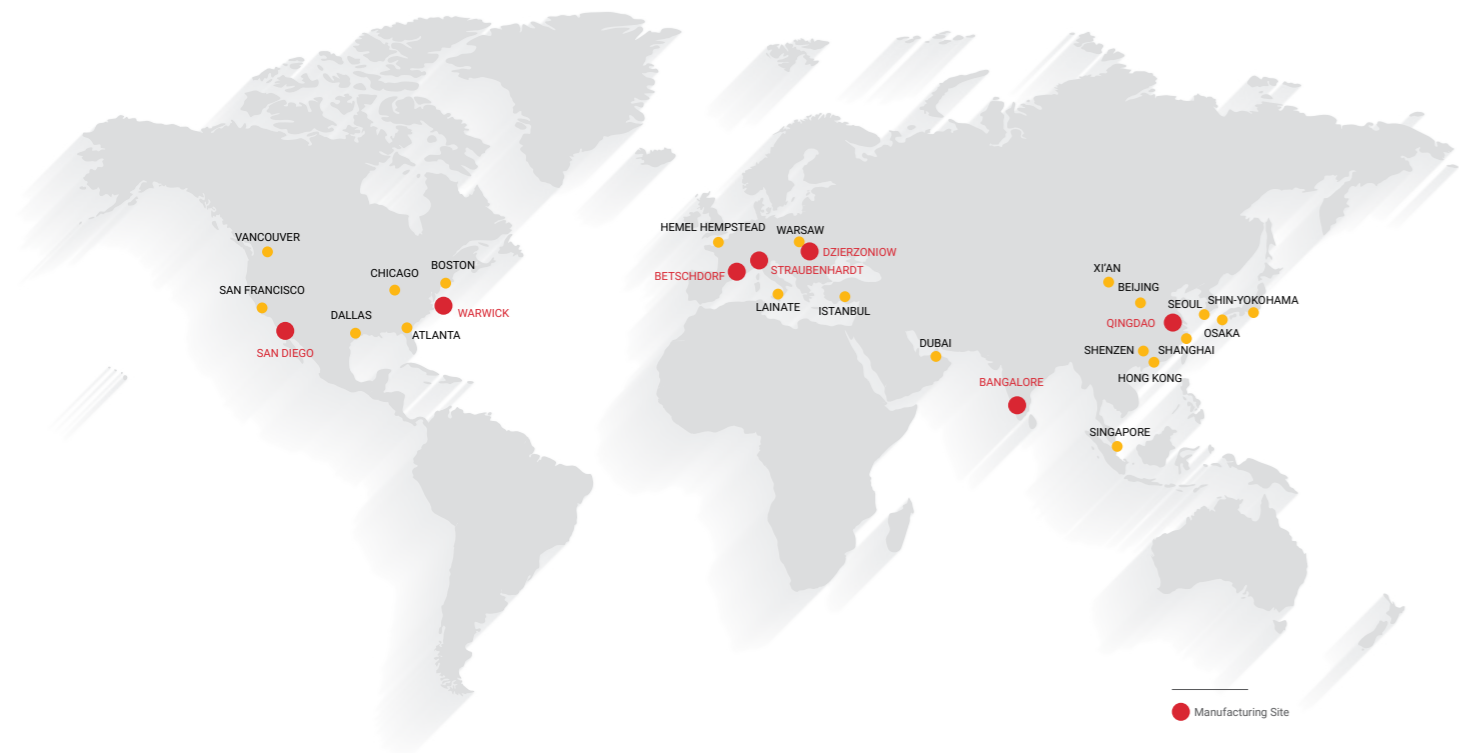 VANCOUVER
SAN FRANCISCO
SAN DIEGO
CHICAGO
DALLAS
BOSTON
WARWICK
ATLANTA
HEMEL HEMPSTEAD
WARSAW
DZIERZONIOW
BETSCHDORF
STRAUBENHARDT
LAINATE
ISTANBUL
DUBAI
BANGALORE
XI'AN
BEIJING
SEOUL
SHIN-YOKOHAMA
QINGDAO
OSAKA
SHENZEN
SHANGHAI
HONG KONG
SINGAPORE
Manufacturing Site